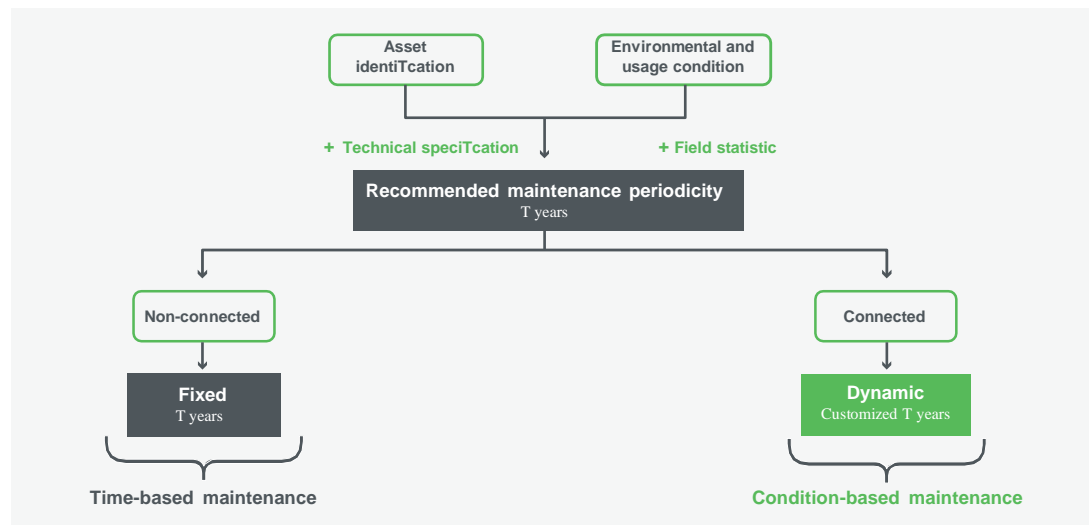 Asset
identiTcation
Environmental and
usage condition
+ Technical speciTcation
+ Field statistic
Recommended maintenance periodicity
T years
Non-connected
Connected
Fixed
T years
Dynamic
Customized T years
Time-based maintenance
Condition-based maintenance